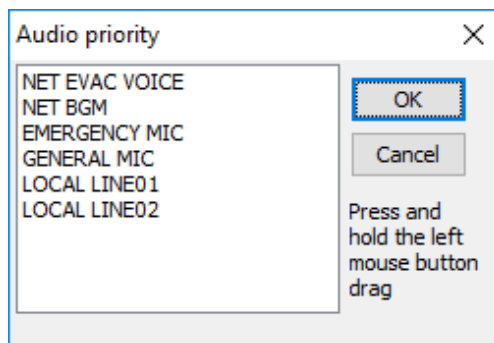 Audio priority
NET EVAC VOICE
NET BGM
EMERGENCY MIC
GENERAL MIC
LOCAL LINE01
LOCAL LINE02
OK
Cancel
Press and
hold the left
mouse button
drag